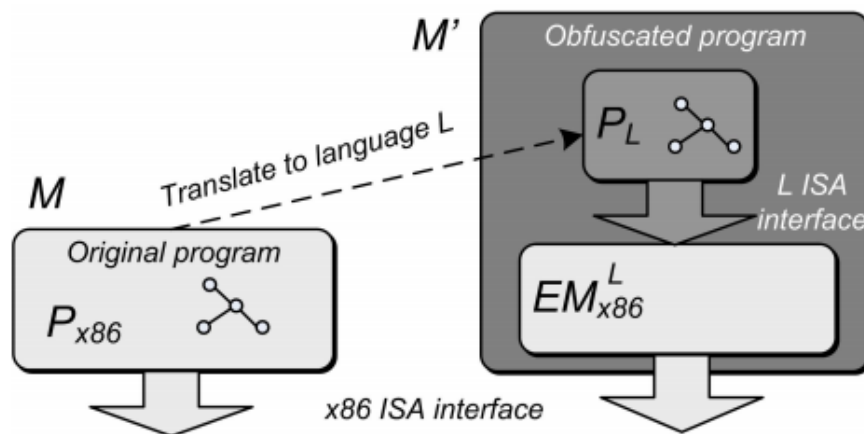 M'
Obfuscated program
P_L
Translate to language L
L ISA
interface
M
Original program
P_x86
EM^L_x86
x86 ISA interface